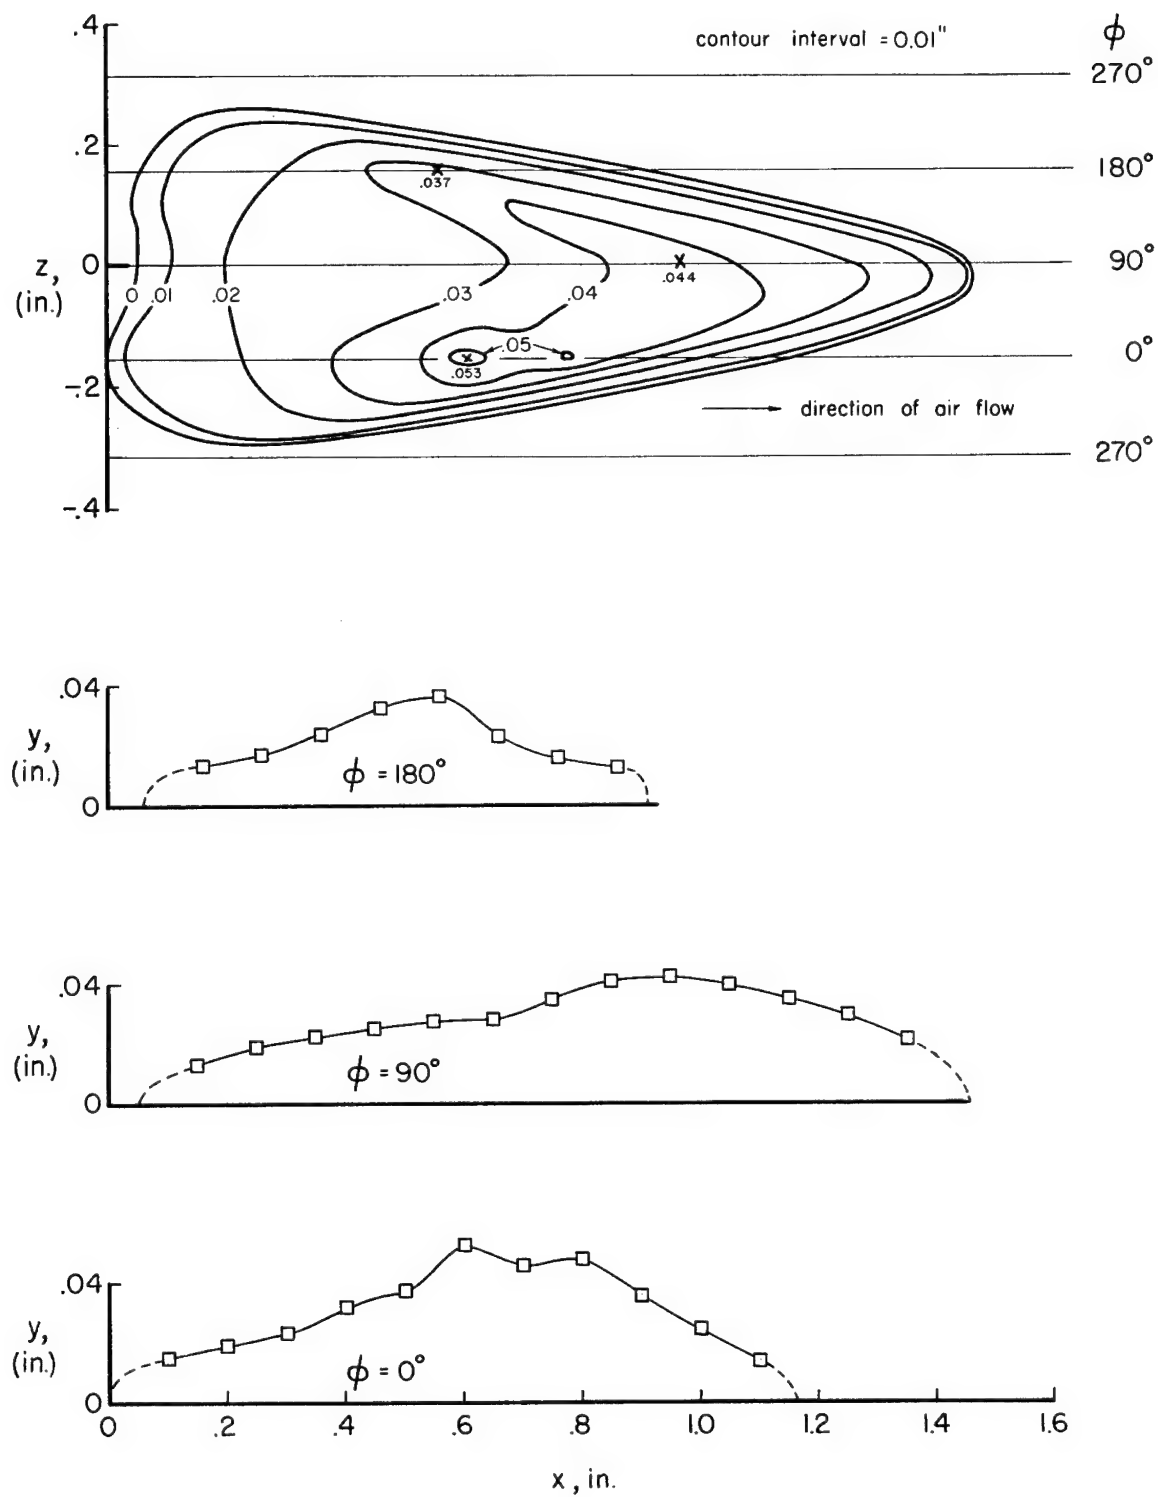 .4
contour interval = 0.01"
ϕ
270°
.2
180°
.037
z,
(in.)
0
90°
.044
0 .01 .02 .03 .04
.05
0°
.053
-.2
direction of air flow
270°
-.4
.04
y,
(in.)
ϕ = 180°
0
.04
y,
(in.)
ϕ = 90°
0
.04
y,
(in.)
ϕ = 0°
0
0 .2 .4 .6 .8 1.0 1.2 1.4 1.6
x, in.